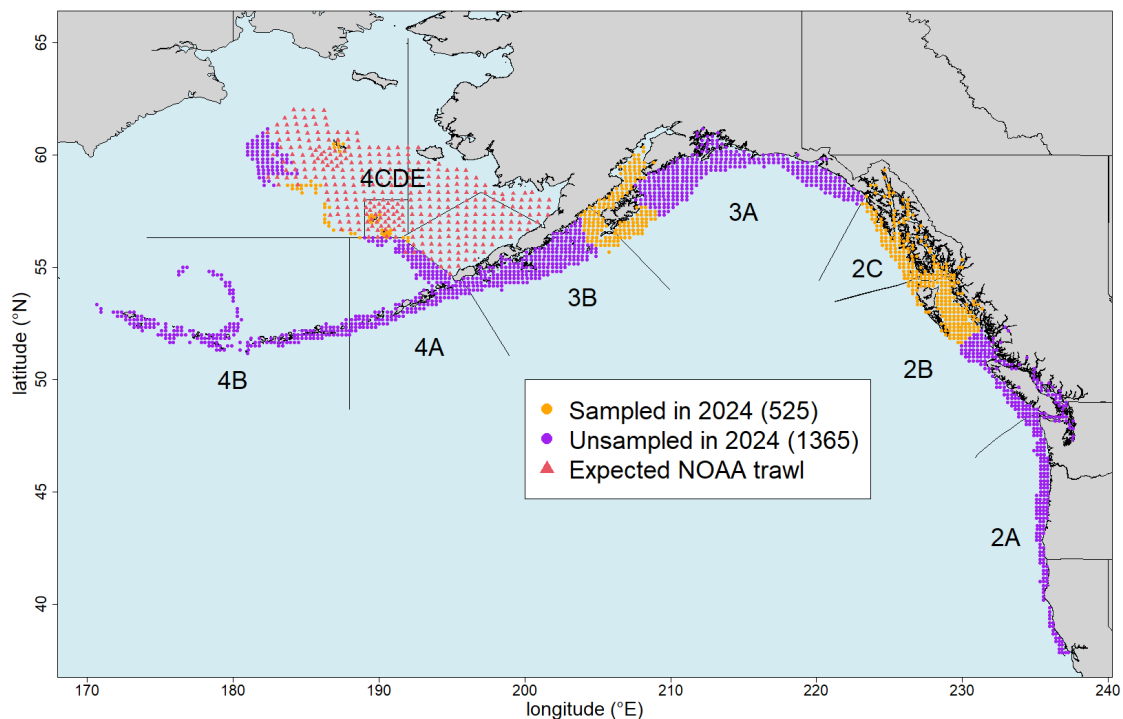 65
60
55
50
45
40
latitude (°N)
4CDE
3A
2C
3B
4A
2B
4B
2A
Sampled in 2024 (525)
Unsampled in 2024 (1365)
Expected NOAA trawl
170
180
190
200
210
220
230
240
longitude (°E)